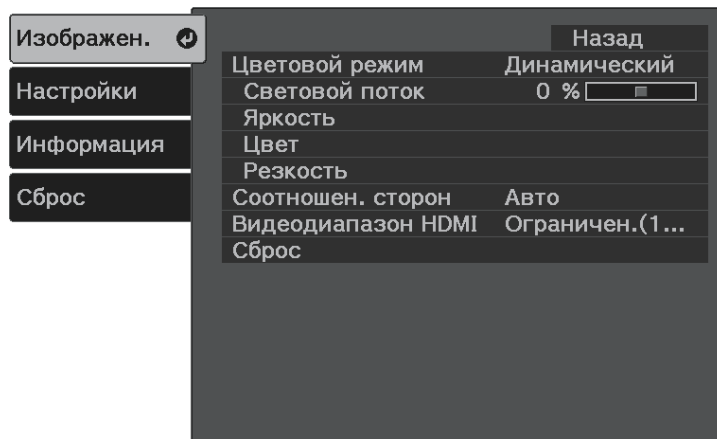 Изображен.
Настройки
Информация
Сброс
Назад
Цветовой режим Динамический
Световой поток 0 %
Яркость
Цвет
Резкость
Соотношен. сторон Авто
Видеодиапазон HDMI Ограничен.(1...
Сброс